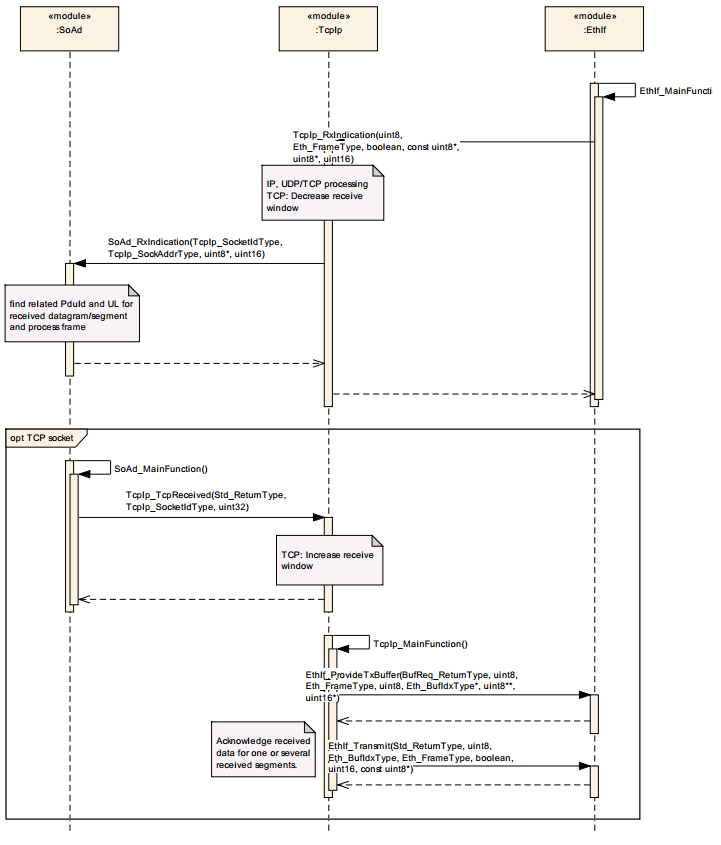 «module»
:SoAd
«module»
:TcpIp
«module»
:EthIf
EthIf_MainFuncti
TcpIp_RxIndication(uint8,
Eth_FrameType, boolean, const uint8*,
uint8*, uint16)
IP, UDP/TCP processing
TCP: Decrease receive
window
SoAd_RxIndication(TcpIp_SocketIdType,
TcpIp_SockAddrType, uint8*, uint16)
find related PduId and UL for
received datagram/segment
and process frame
opt TCP socket
SoAd_MainFunction()
TcpIp_TcpReceived(Std_ReturnType,
TcpIp_SocketIdType, uint32)
TCP: Increase receive
window
TcpIp_MainFunction()
EthIf_ProvideTxBuffer(BufReq_ReturnType, uint8,
Eth_FrameType, uint8, Eth_BufIdxType*, uint8**,
uint16*)
Acknowledge received
data for one or several
received segments.
EthIf_Transmit(Std_ReturnType, uint8,
Eth_BufIdxType, Eth_FrameType, boolean,
uint16, const uint8*)